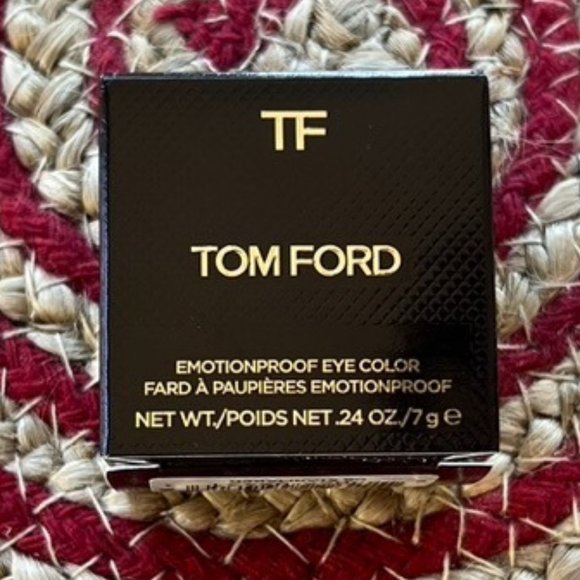 TF
TOM FORD
EMOTIONPROOF EYE COLOR
FARD À PAUPIÈRES EMOTIONPROOF
NET WT./POIDS NET .24 OZ./7 g ℮